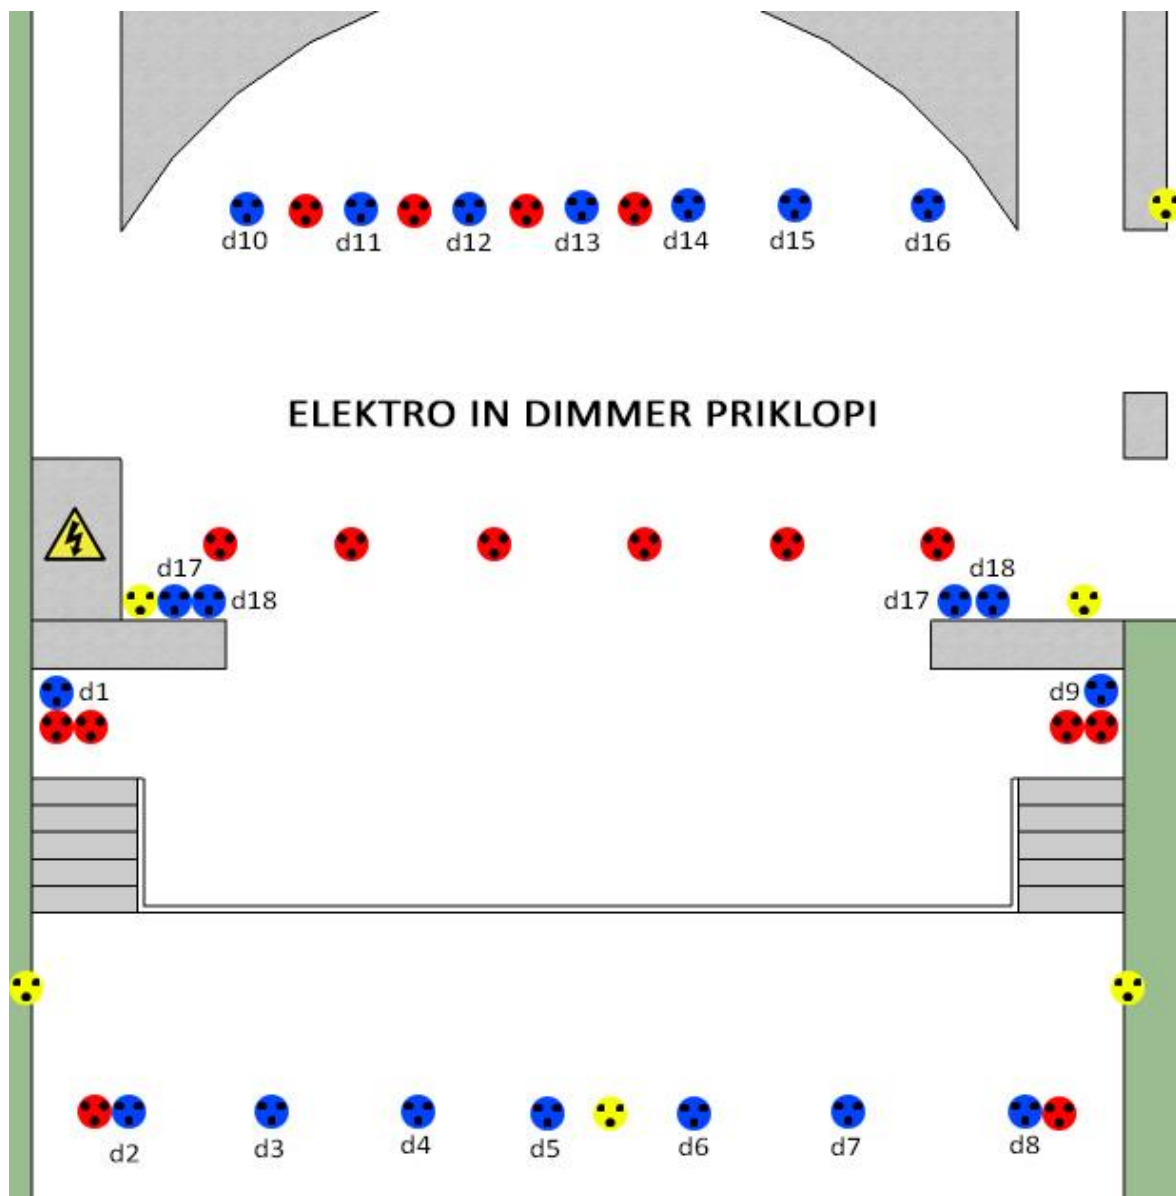 d10 d11 d12 d13 d14 d15 d16
ELEKTRO IN DIMMER PRIKLOPI
d17 d18
d18 d17
d1 d9
d2 d3 d4 d5 d6 d7 d8